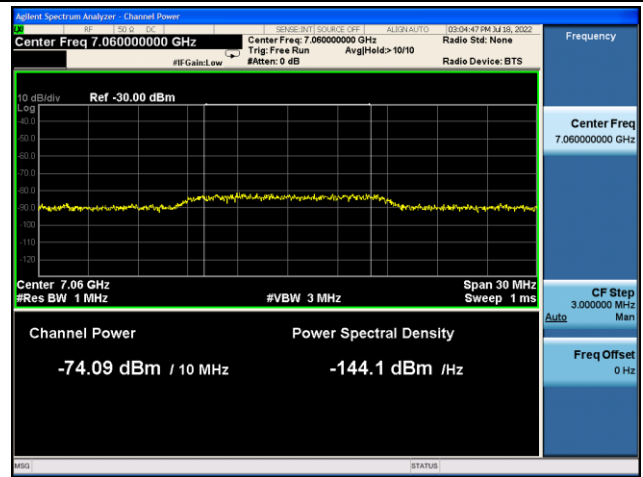 Agilent Spectrum Analyzer - Channel Power
RF 50 Ω DC SENSE:INT SOURCE OFF ALIGN AUTO 03:04:47 PM Jul 18, 2022
Center Freq 7.060000000 GHz
Center Freq: 7.060000000 GHz
Radio Std: None
Trig: Free Run Avg|Hold:> 10/10
#IFGain:Low #Atten: 0 dB Radio Device: BTS
Frequency
10 dB/div Ref -30.00 dBm
Log
-40.0
-50.0
-60.0
-70.0
-80.0
-90.0
-100
-110
-120
Center 7.06 GHz Span 30 MHz
#Res BW 1 MHz #VBW 3 MHz Sweep 1 ms
Channel Power Power Spectral Density
-74.09 dBm / 10 MHz -144.1 dBm /Hz
Center Freq
7.060000000 GHz
CF Step
3.000000 MHz
Auto Man
Freq Offset
0 Hz
MSG STATUS